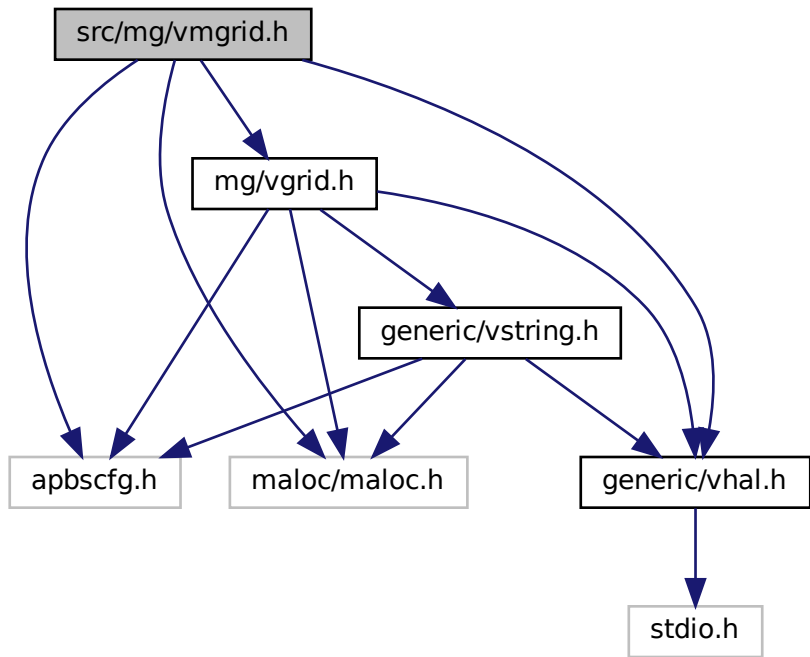 src/mg/vmgrid.h
mg/vgrid.h
generic/vstring.h
apbscfg.h
maloc/maloc.h
generic/vhal.h
stdio.h